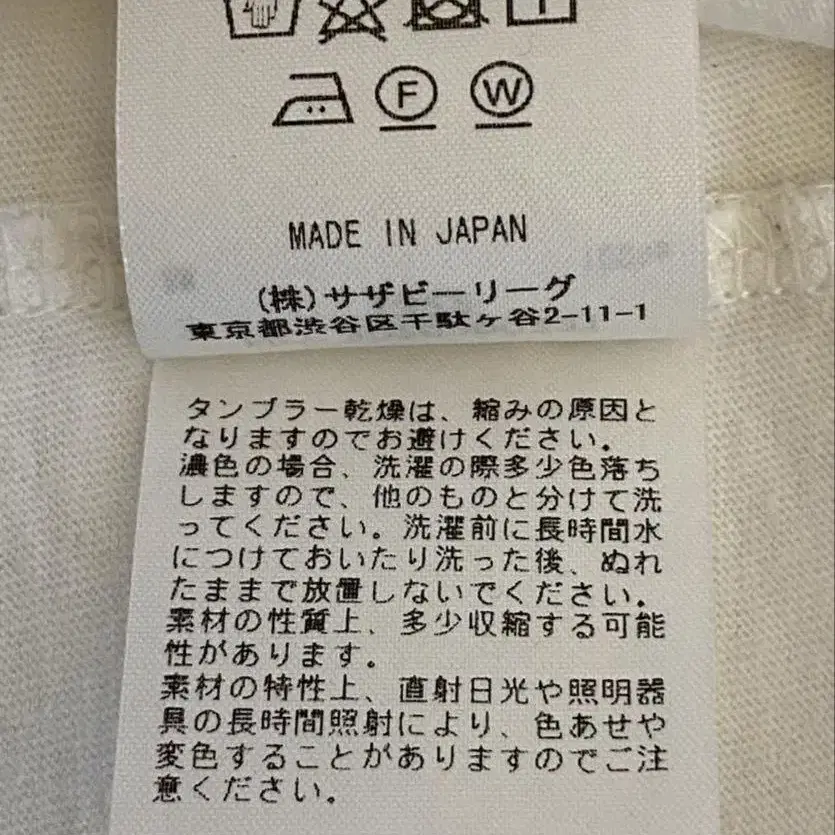 F W
MADE IN JAPAN
(株)サザビーリーグ
東京都渋谷区千駄ヶ谷2-11-1
タンブラー乾燥は、縮みの原因と
なりますのでお避けください。
濃色の場合、洗濯の際多少色落ち
しますので、他のものと分けて洗
ってください。洗濯前に長時間水
につけておいたり洗った後、ぬれ
たままで放置しないでください。
素材の性質上、多少収縮する可能
性があります。
素材の特性上、直射日光や照明器
具の長時間照射により、色あせや
変色することがありますのでご注
意ください。